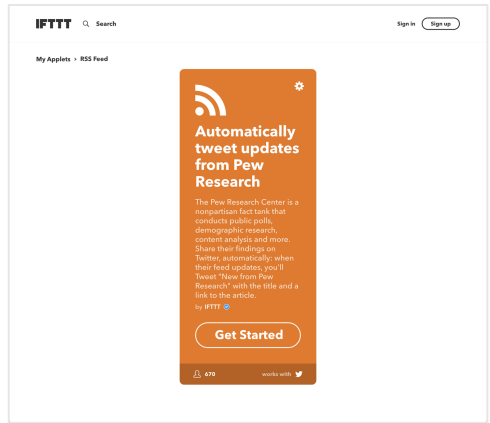 IFTTT Search Sign in Sign up
My Applets > RSS Feed
Automatically
tweet updates
from Pew
Research
The Pew Research Center is a
nonpartisan fact tank that
conducts public polls,
demographic research,
content analysis and more.
Share their findings on
Twitter, automatically: when
their feed updates, you'll
Tweet "New from Pew
Research" with the title and a
link to the article.
by IFTTT
Get Started
670 works with